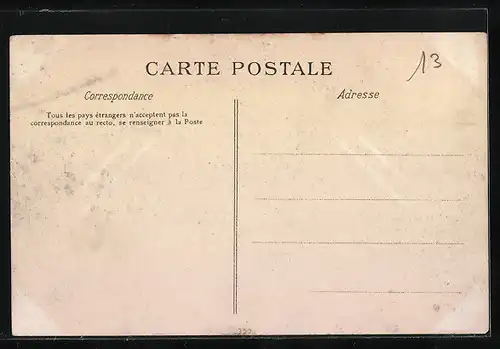 CARTE POSTALE
13
Correspondance
Adresse
Tous les pays étrangers n'acceptent pas la
correspondance au recto, se renseigner à la Poste